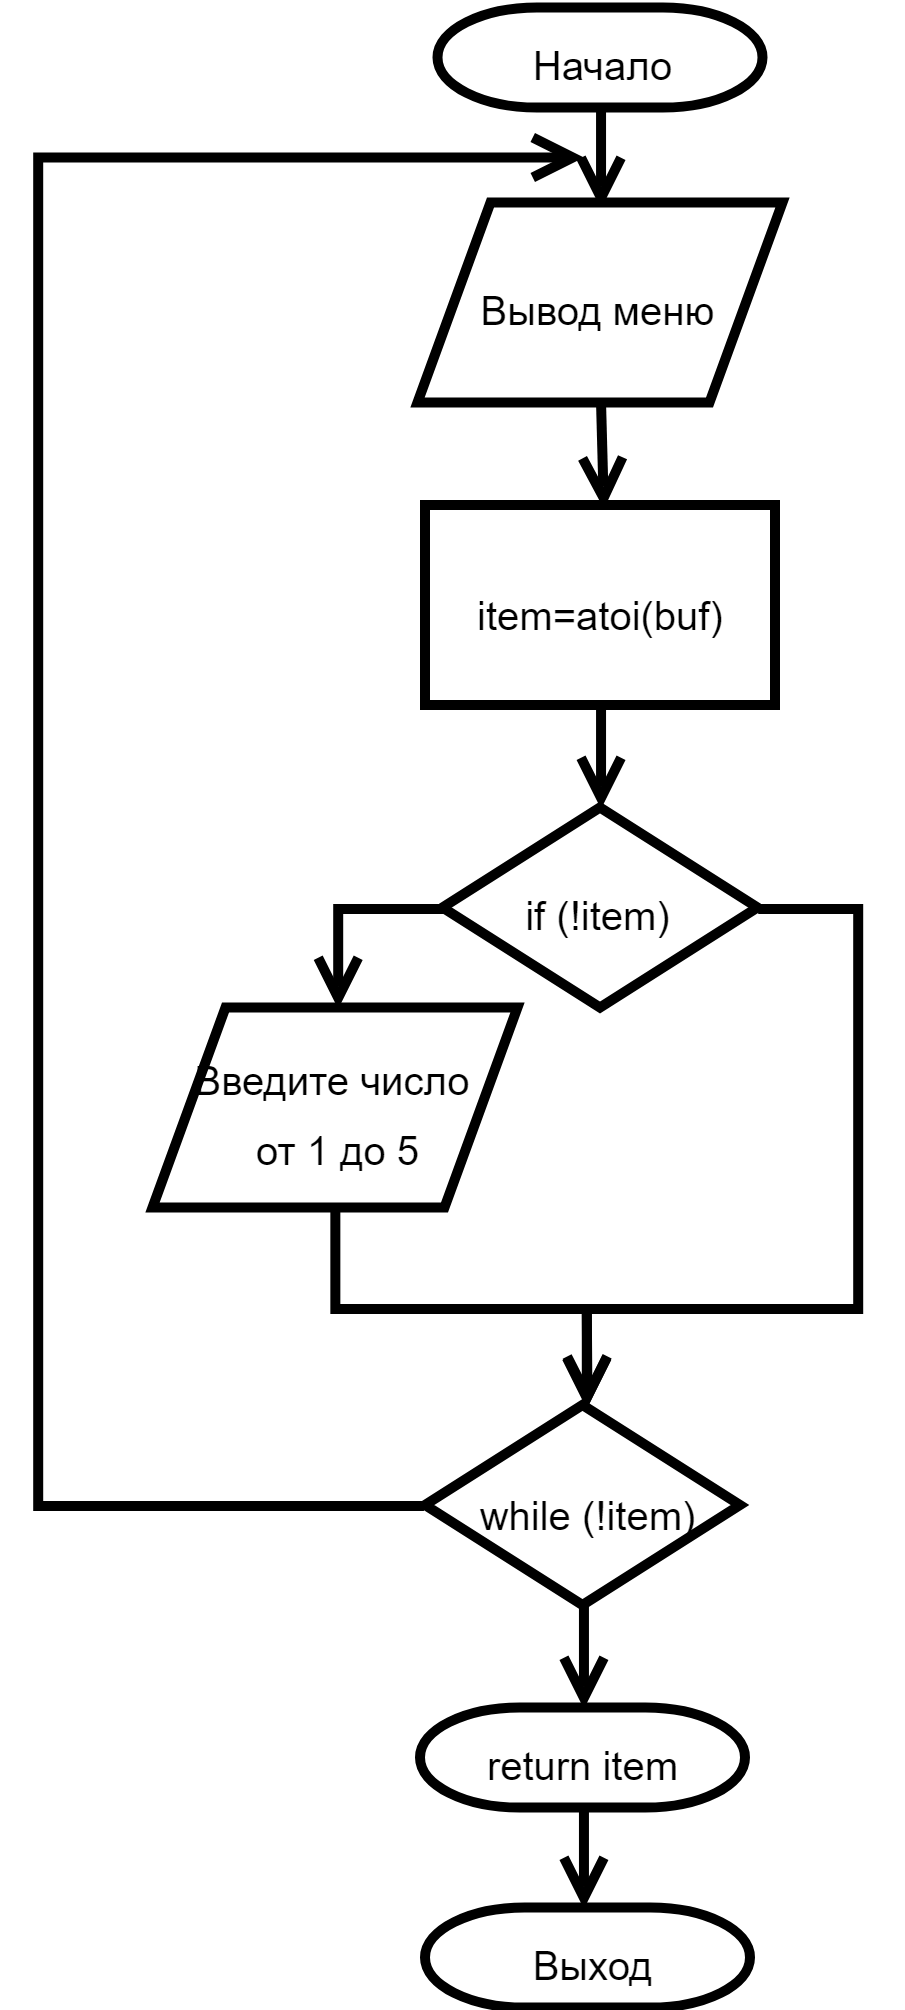 Начало
Вывод меню
item=atoi(buf)
if (!item)
Введите число
от 1 до 5
while (!item)
return item
Выход